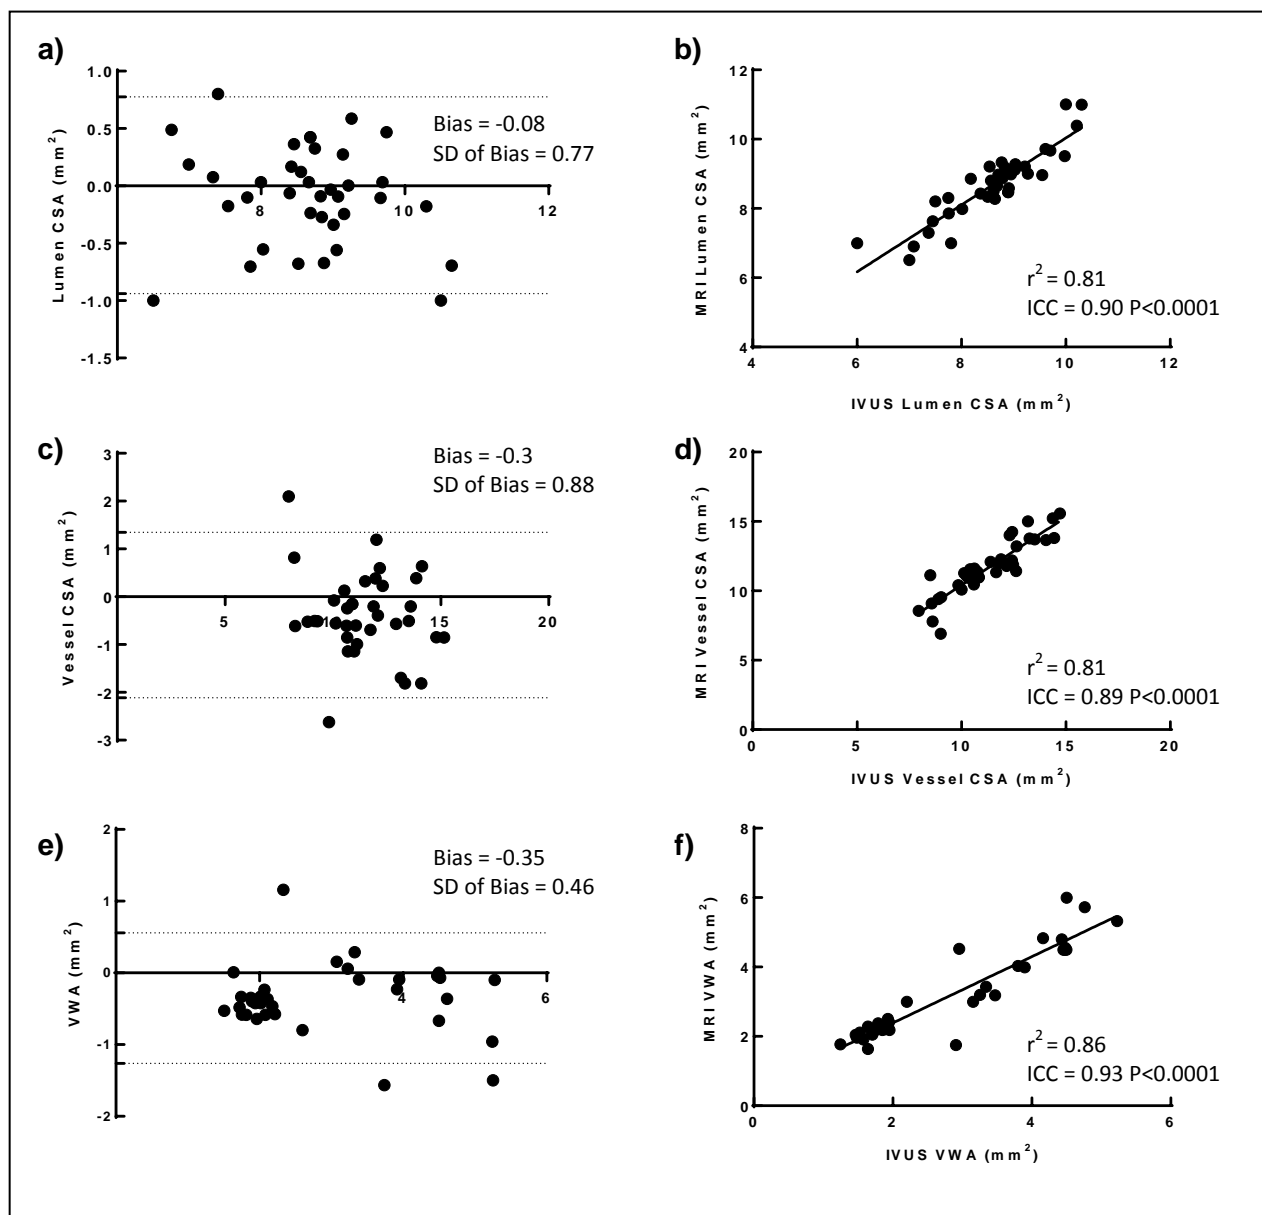 a)
1.0
0.5
0.0
-0.5
-1.0
-1.5
8
10
12
Lumen CSA (mm²)
Bias = -0.08
SD of Bias = 0.77
b)
12
10
8
6
4
4
6
8
10
12
MRI Lumen CSA (mm²)
IVUS Lumen CSA (mm²)
r² = 0.81
ICC = 0.90 P<0.0001
c)
3
2
1
0
-1
-2
-3
5
10
15
20
Vessel CSA (mm²)
Bias = -0.3
SD of Bias = 0.88
d)
20
15
10
5
0
0
5
10
15
20
MRI Vessel CSA (mm²)
IVUS Vessel CSA (mm²)
r² = 0.81
ICC = 0.89 P<0.0001
e)
2
1
0
-1
-2
4
6
VWA (mm²)
Bias = -0.35
SD of Bias = 0.46
f)
8
6
4
2
0
0
2
4
6
MRI VWA (mm²)
IVUS VWA (mm²)
r² = 0.86
ICC = 0.93 P<0.0001